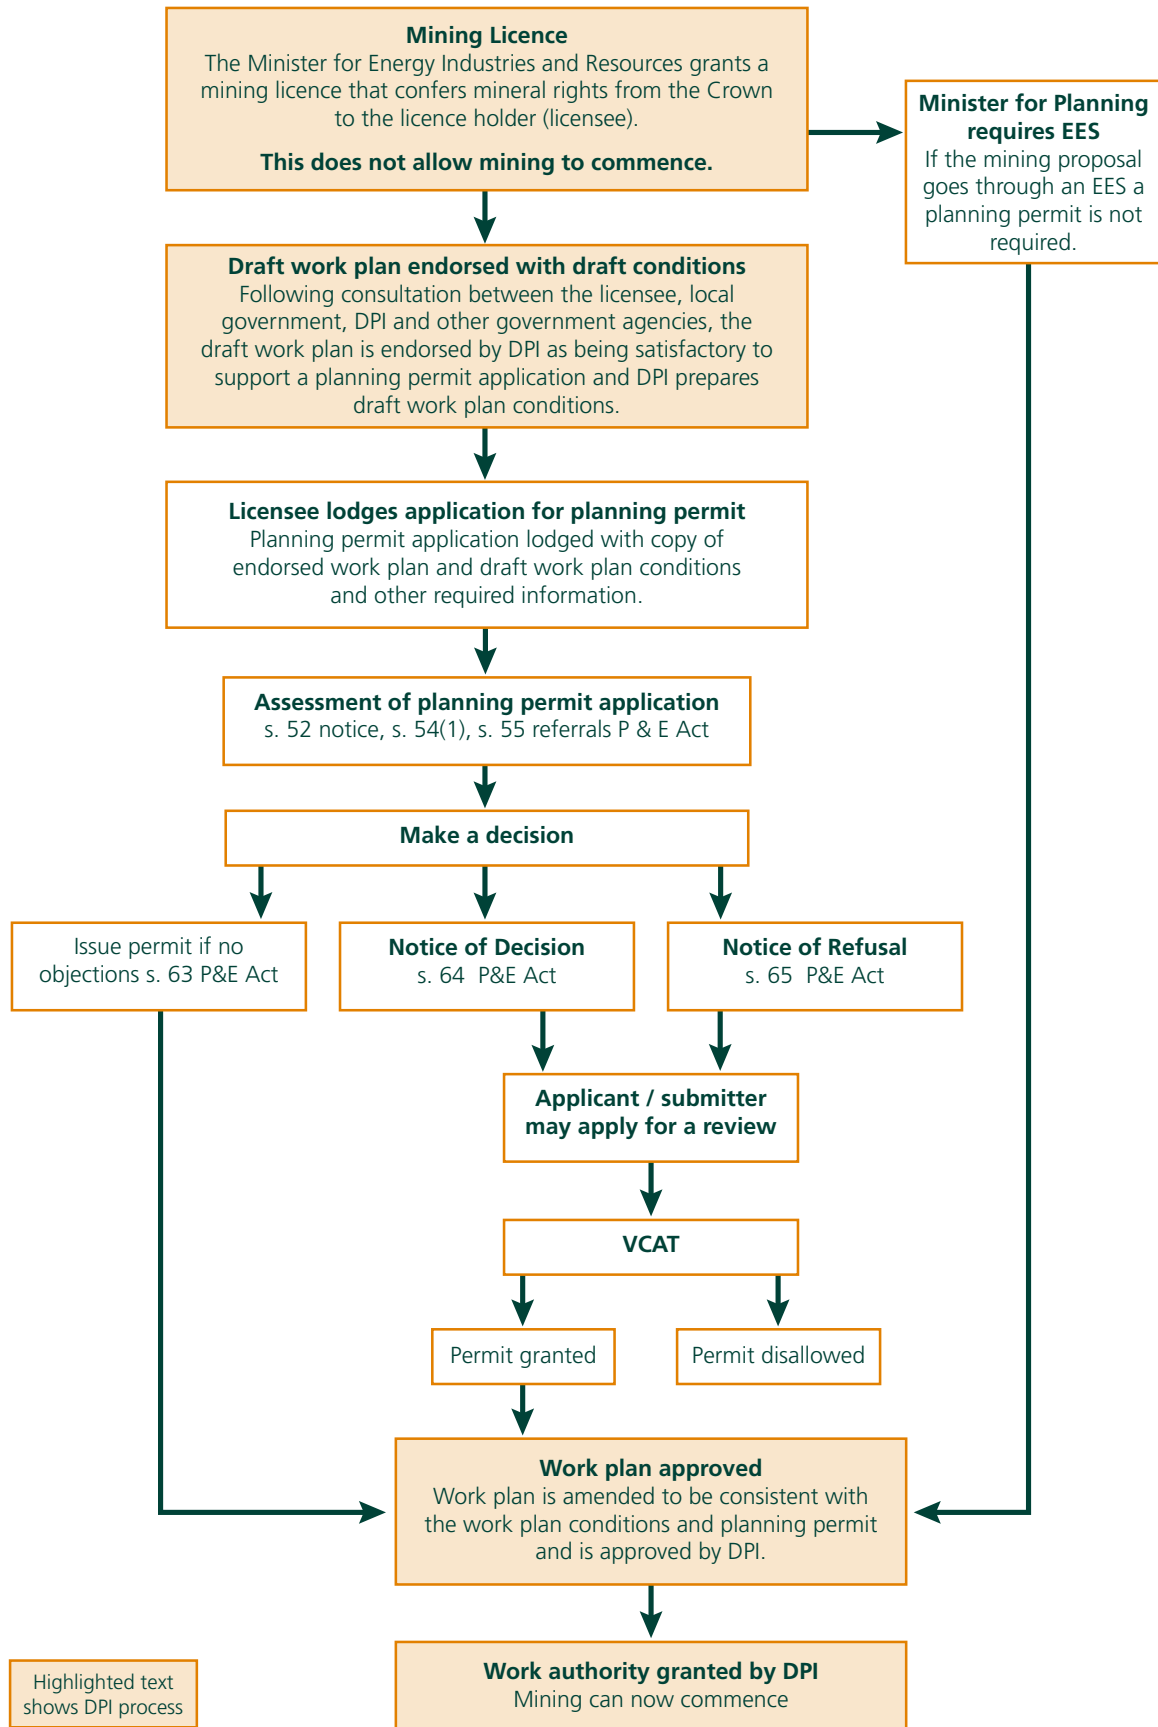 Mining Licence
The Minister for Energy Industries and Resources grants a
mining licence that confers mineral rights from the Crown
to the licence holder (licensee).
This does not allow mining to commence.
Minister for Planning
requires EES
If the mining proposal
goes through an EES a
planning permit is not
required.
Draft work plan endorsed with draft conditions
Following consultation between the licensee, local
government, DPI and other government agencies, the
draft work plan is endorsed by DPI as being satisfactory to
support a planning permit application and DPI prepares
draft work plan conditions.
Licensee lodges application for planning permit
Planning permit application lodged with copy of
endorsed work plan and draft work plan conditions
and other required information.
Assessment of planning permit application
s. 52 notice, s. 54(1), s. 55 referrals P & E Act
Make a decision
Issue permit if no
objections s. 63 P&E Act
Notice of Decision
s. 64 P&E Act
Notice of Refusal
s. 65 P&E Act
Applicant / submitter
may apply for a review
VCAT
Permit granted
Permit disallowed
Work plan approved
Work plan is amended to be consistent with
the work plan conditions and planning permit
and is approved by DPI.
Work authority granted by DPI
Mining can now commence
Highlighted text
shows DPI process